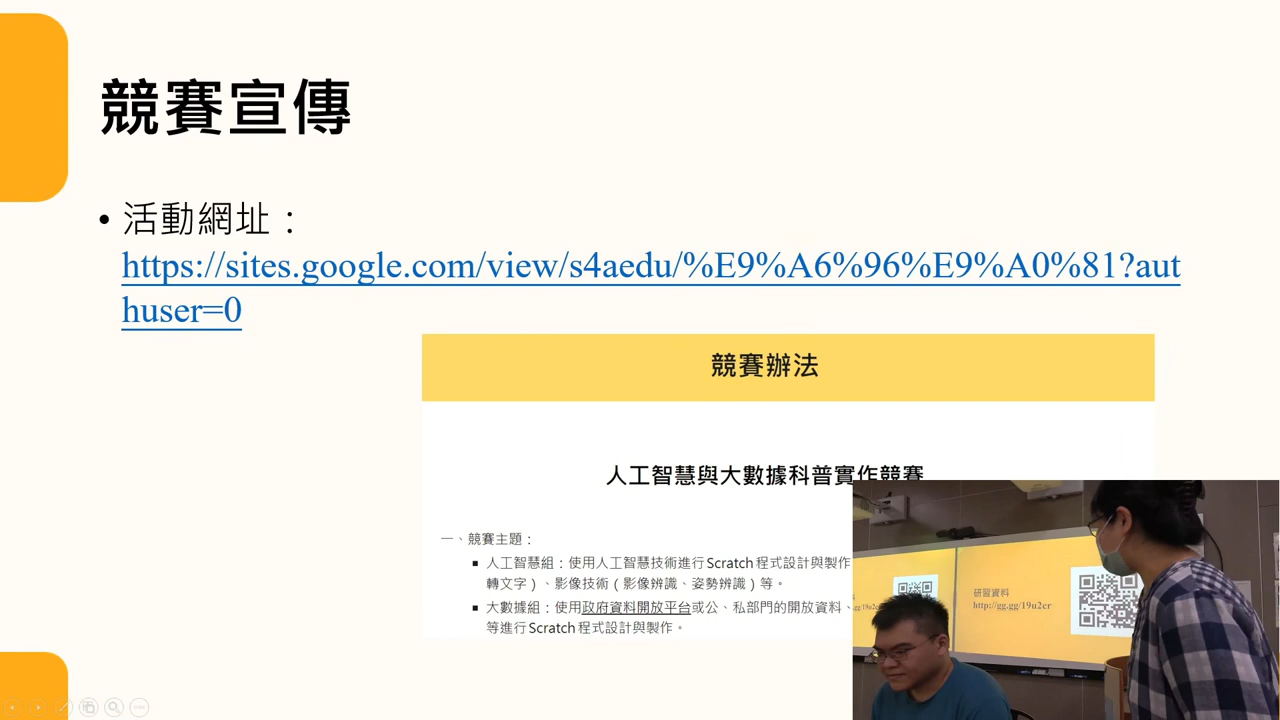 競賽宣傳
• 活動網址：
https://sites.google.com/view/s4aedu/%E9%A6%96%E9%A0%81?aut
huser=0
競賽辦法
人工智慧與大數據科普實作競賽
一、競賽主題：
▪ 人工智慧組：使用人工智慧技術進行Scratch程式設計與製作
轉文字）、影像技術（影像辨識、姿勢辨識）等。
▪ 大數據組：使用政府資料開放平台或公、私部門的開放資料、
等進行Scratch程式設計與製作。
研習資料
http://gg.gg/19u2cr